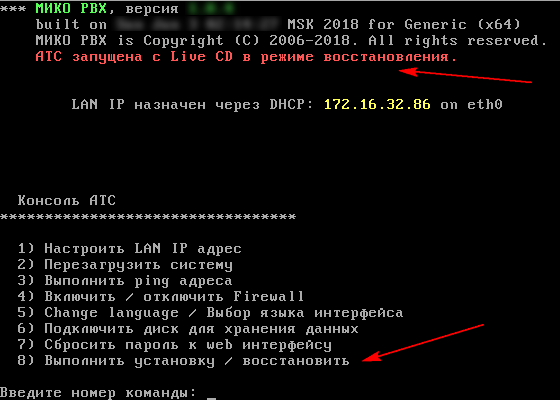 *** МИКО PBX, версия
built on MSK 2018 for Generic (x64)
МИКО PBX is Copyright (C) 2006-2018. All rights reserved.
АТС запущена с Live CD в режиме восстановления.
LAN IP назначен через DHCP: 172.16.32.86 on eth0
Консоль АТС
*********************************
1) Настроить LAN IP адрес
2) Перезагрузить систему
3) Выполнить ping адреса
4) Включить / отключить Firewall
5) Change language / Выбор языка интерфейса
6) Подключить диск для хранения данных
7) Сбросить пароль к web интерфейсу
8) Выполнить установку / восстановить
Введите номер команды: _